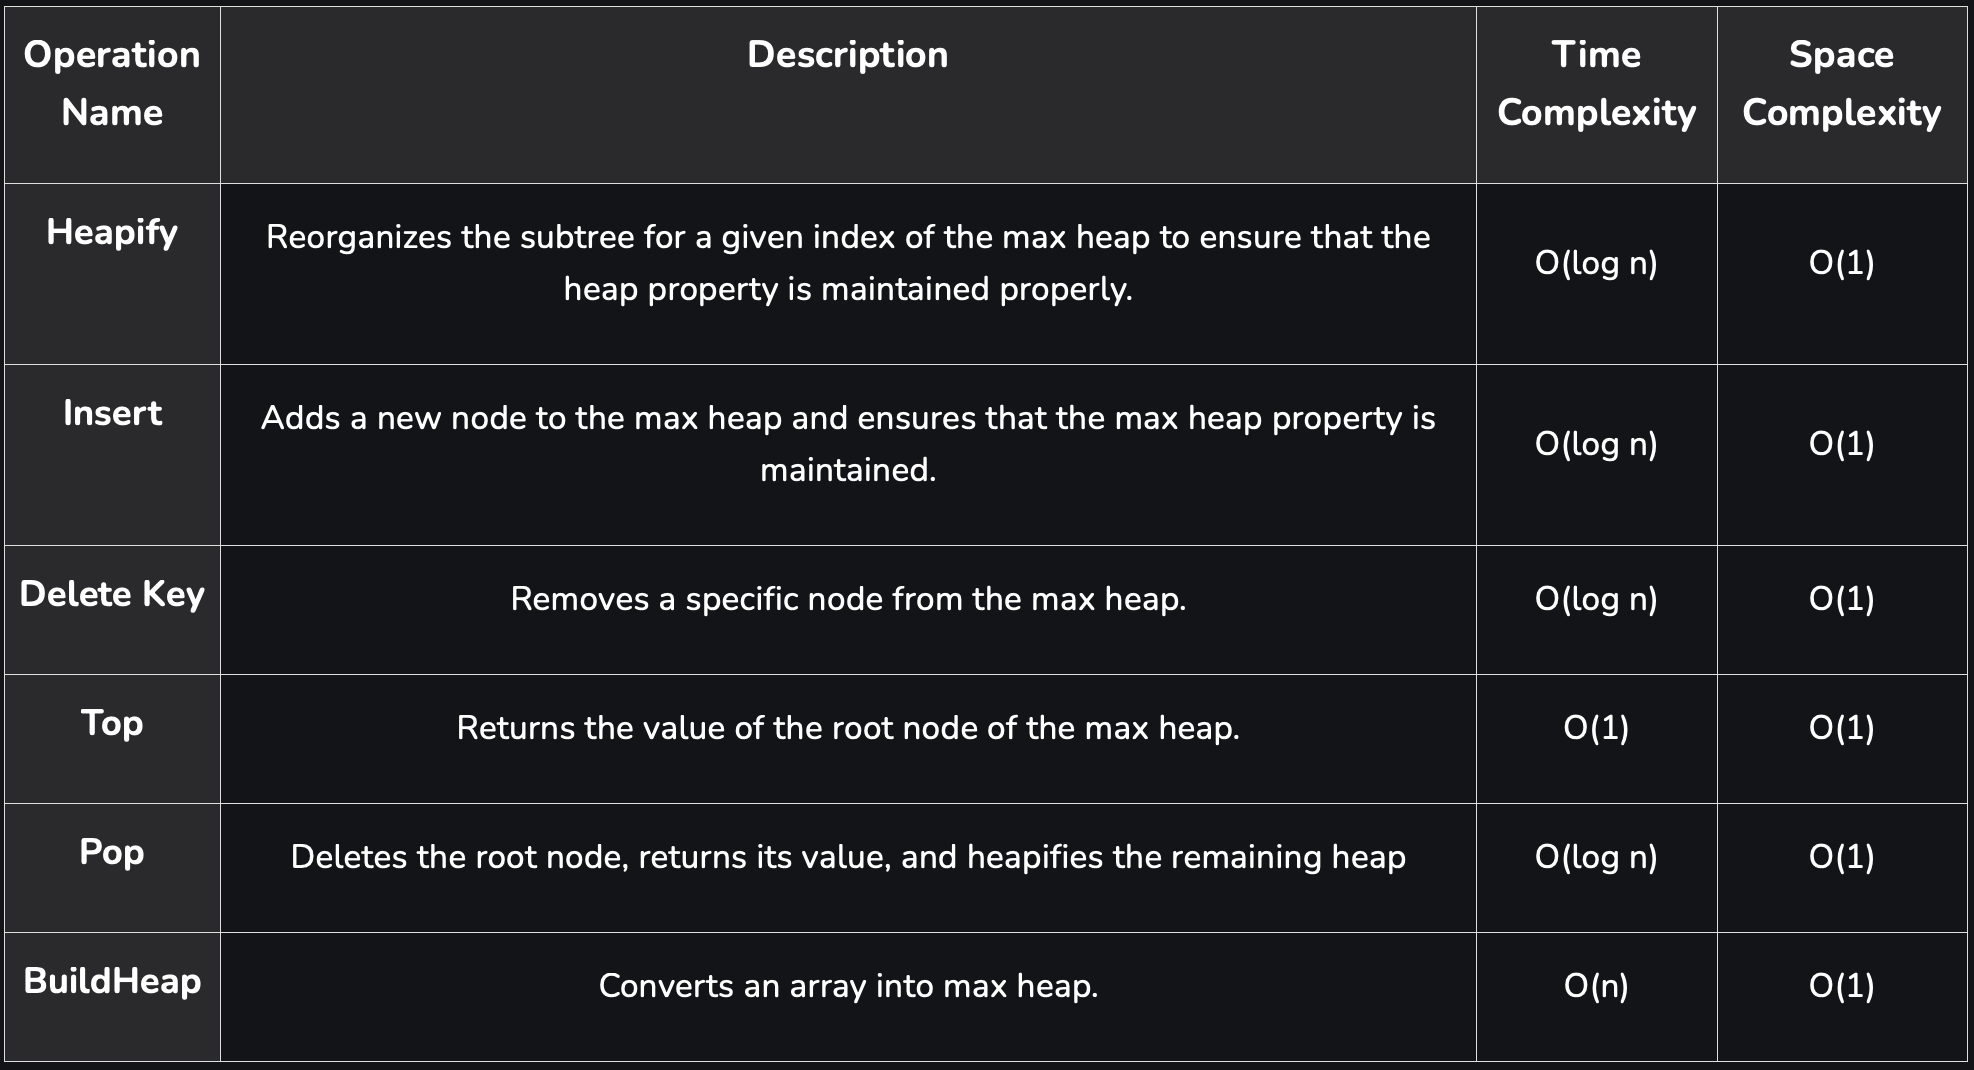 Operation
Name
Description
Time
Complexity
Space
Complexity
Heapify
Reorganizes the subtree for a given index of the max heap to ensure that the
heap property is maintained properly.
O(log n)
O(1)
Insert
Adds a new node to the max heap and ensures that the max heap property is
maintained.
O(log n)
O(1)
Delete Key
Removes a specific node from the max heap.
O(log n)
O(1)
Top
Returns the value of the root node of the max heap.
O(1)
O(1)
Pop
Deletes the root node, returns its value, and heapifies the remaining heap
O(log n)
O(1)
BuildHeap
Converts an array into max heap.
O(n)
O(1)